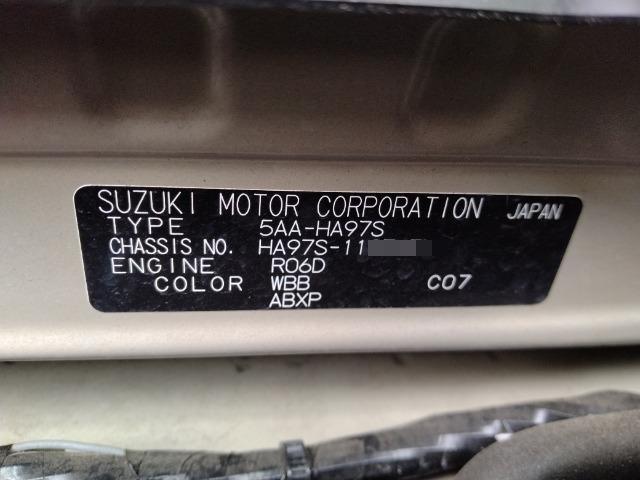 SUZUKI MOTOR CORPORATION JAPAN
TYPE 5AA-HA97S
CHASSIS NO. HA97S-11
ENGINE R06D
COLOR WBB C07
ABXP